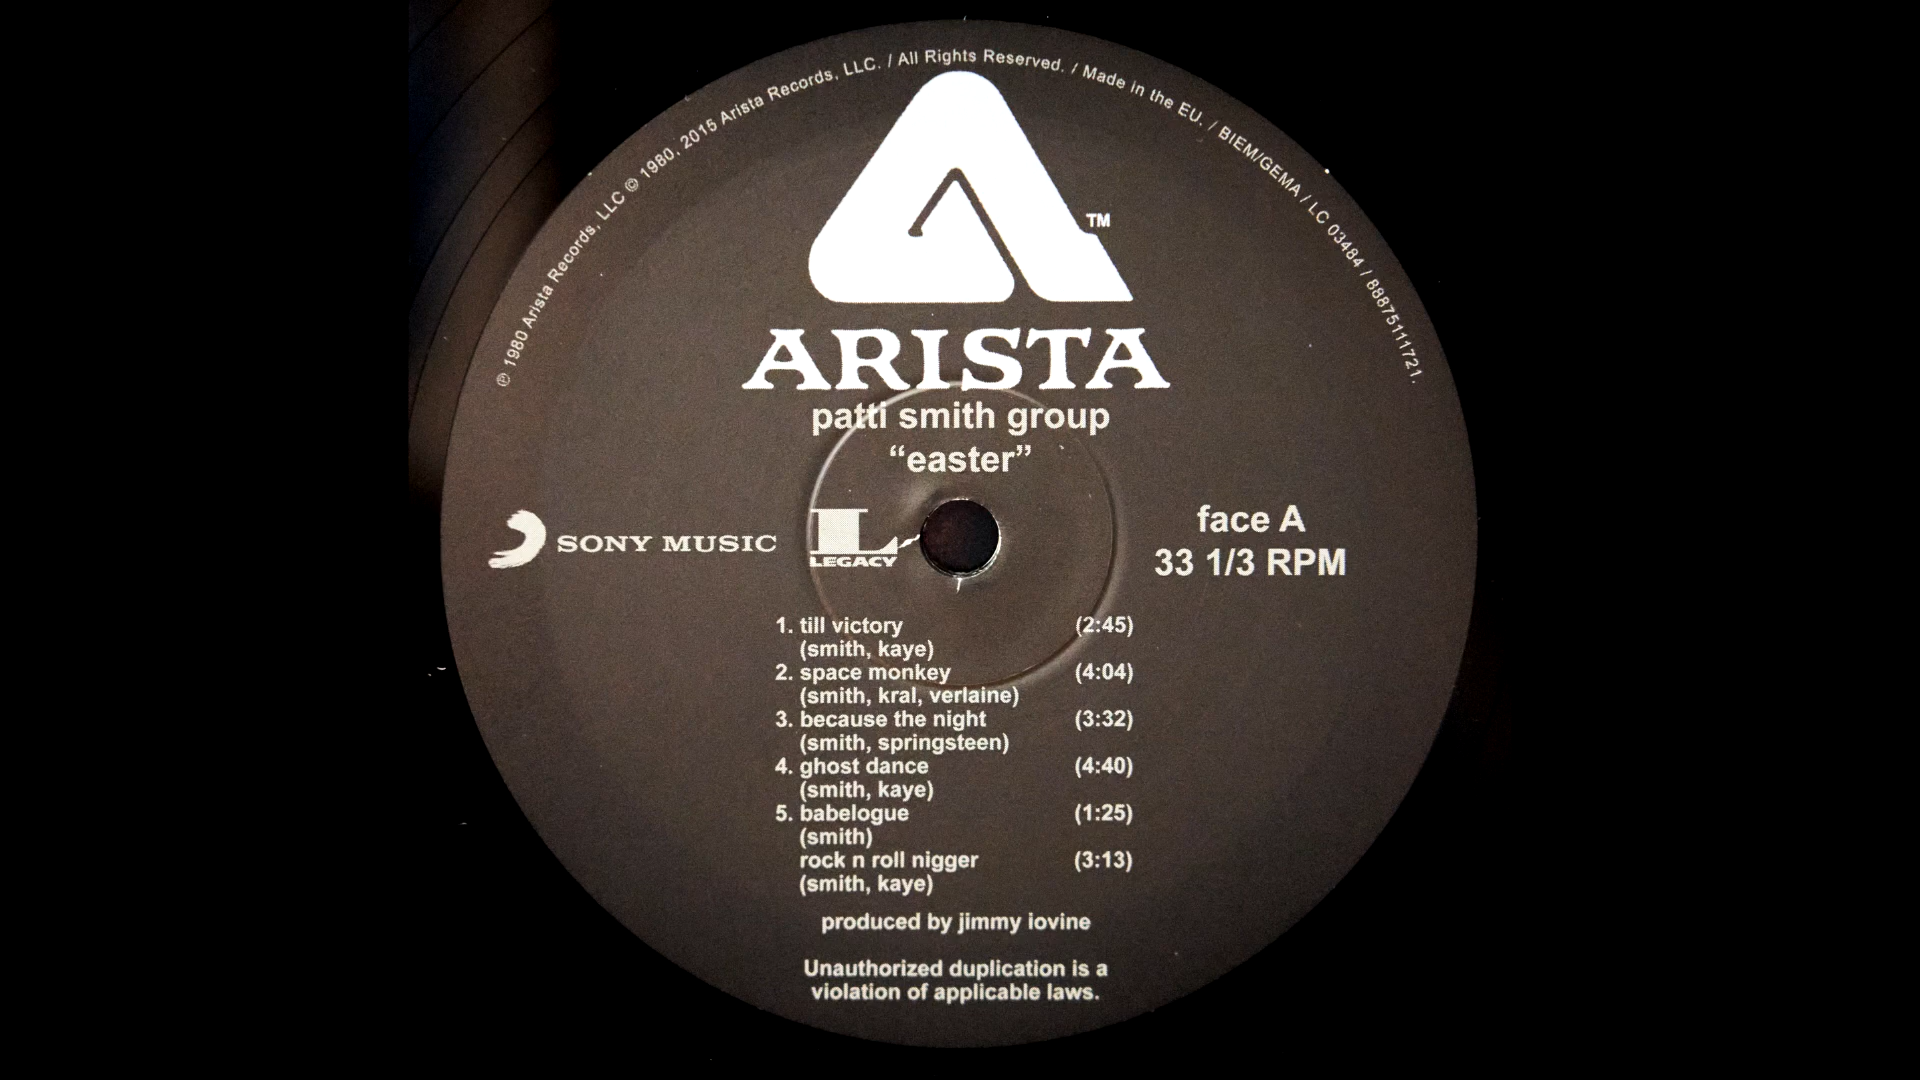 ℗ 1980 Arista Records, LLC © 1980, 2015 Arista Records, LLC. / All Rights Reserved. / Made in the EU. / BIEM/GEMA / LC 03484 / 88875111721.
TM
ARISTA
patti smith group
“easter”
SONY MUSIC
L
LEGACY
face A
33 1/3 RPM
1. till victory (2:45)
(smith, kaye)
2. space monkey (4:04)
(smith, kral, verlaine)
3. because the night (3:32)
(smith, springsteen)
4. ghost dance (4:40)
(smith, kaye)
5. babelogue (1:25)
(smith)
rock n roll nigger (3:13)
(smith, kaye)
produced by jimmy iovine
Unauthorized duplication is a
violation of applicable laws.